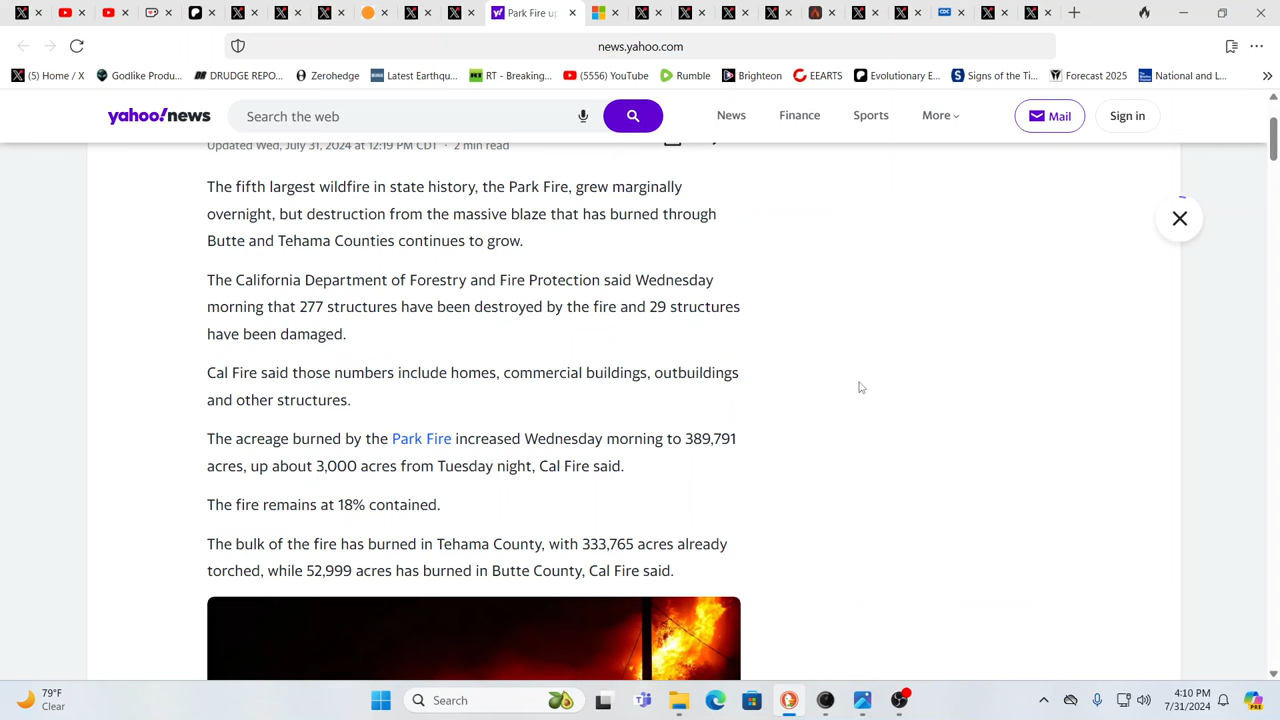 Park Fire up
news.yahoo.com
(5) Home / X
Godlike Produ...
DRUDGE REPO...
Zerohedge
Latest Earthqu...
RT - Breaking...
(5556) YouTube
Rumble
Brighteon
EEARTS
Evolutionary E...
Signs of the Ti...
Forecast 2025
National and L...
yahoo!news
Search the web
News
Finance
Sports
More
Mail
Sign in
Updated Wed, July 31, 2024 at 12:19 PM CDT · 2 min read
The fifth largest wildfire in state history, the Park Fire, grew marginally
overnight, but destruction from the massive blaze that has burned through
Butte and Tehama Counties continues to grow.
The California Department of Forestry and Fire Protection said Wednesday
morning that 277 structures have been destroyed by the fire and 29 structures
have been damaged.
Cal Fire said those numbers include homes, commercial buildings, outbuildings
and other structures.
The acreage burned by the Park Fire increased Wednesday morning to 389,791
acres, up about 3,000 acres from Tuesday night, Cal Fire said.
The fire remains at 18% contained.
The bulk of the fire has burned in Tehama County, with 333,765 acres already
torched, while 52,999 acres has burned in Butte County, Cal Fire said.
79°F
Clear
Search
4:10 PM
7/31/2024